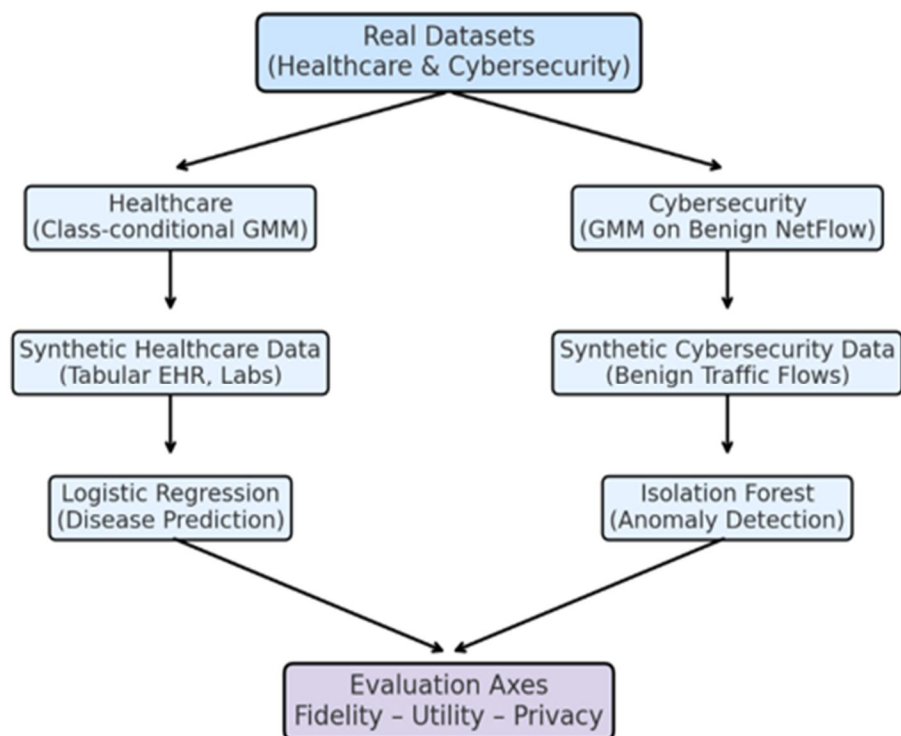 Real Datasets
(Healthcare & Cybersecurity)
Healthcare
(Class-conditional GMM)
Cybersecurity
(GMM on Benign NetFlow)
Synthetic Healthcare Data
(Tabular EHR, Labs)
Synthetic Cybersecurity Data
(Benign Traffic Flows)
Logistic Regression
(Disease Prediction)
Isolation Forest
(Anomaly Detection)
Evaluation Axes
Fidelity – Utility – Privacy